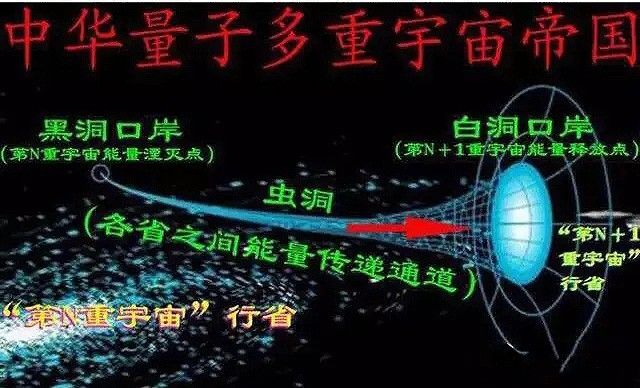 中华量子多重宇宙帝国
黑洞口岸
(第N重宇宙能量湮灭点)
白洞口岸
(第N+1重宇宙能量释放点)
虫洞
(各省之间能量传递通道)
“第N+1
重宇宙”
行省
“第N重宇宙”行省